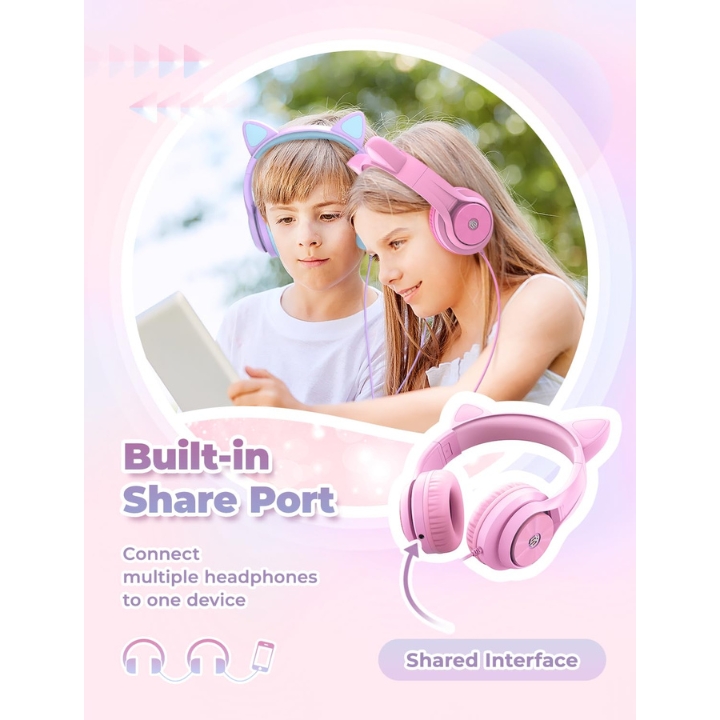 Built-in
Share Port
Connect
multiple headphones
to one device
Shared Interface